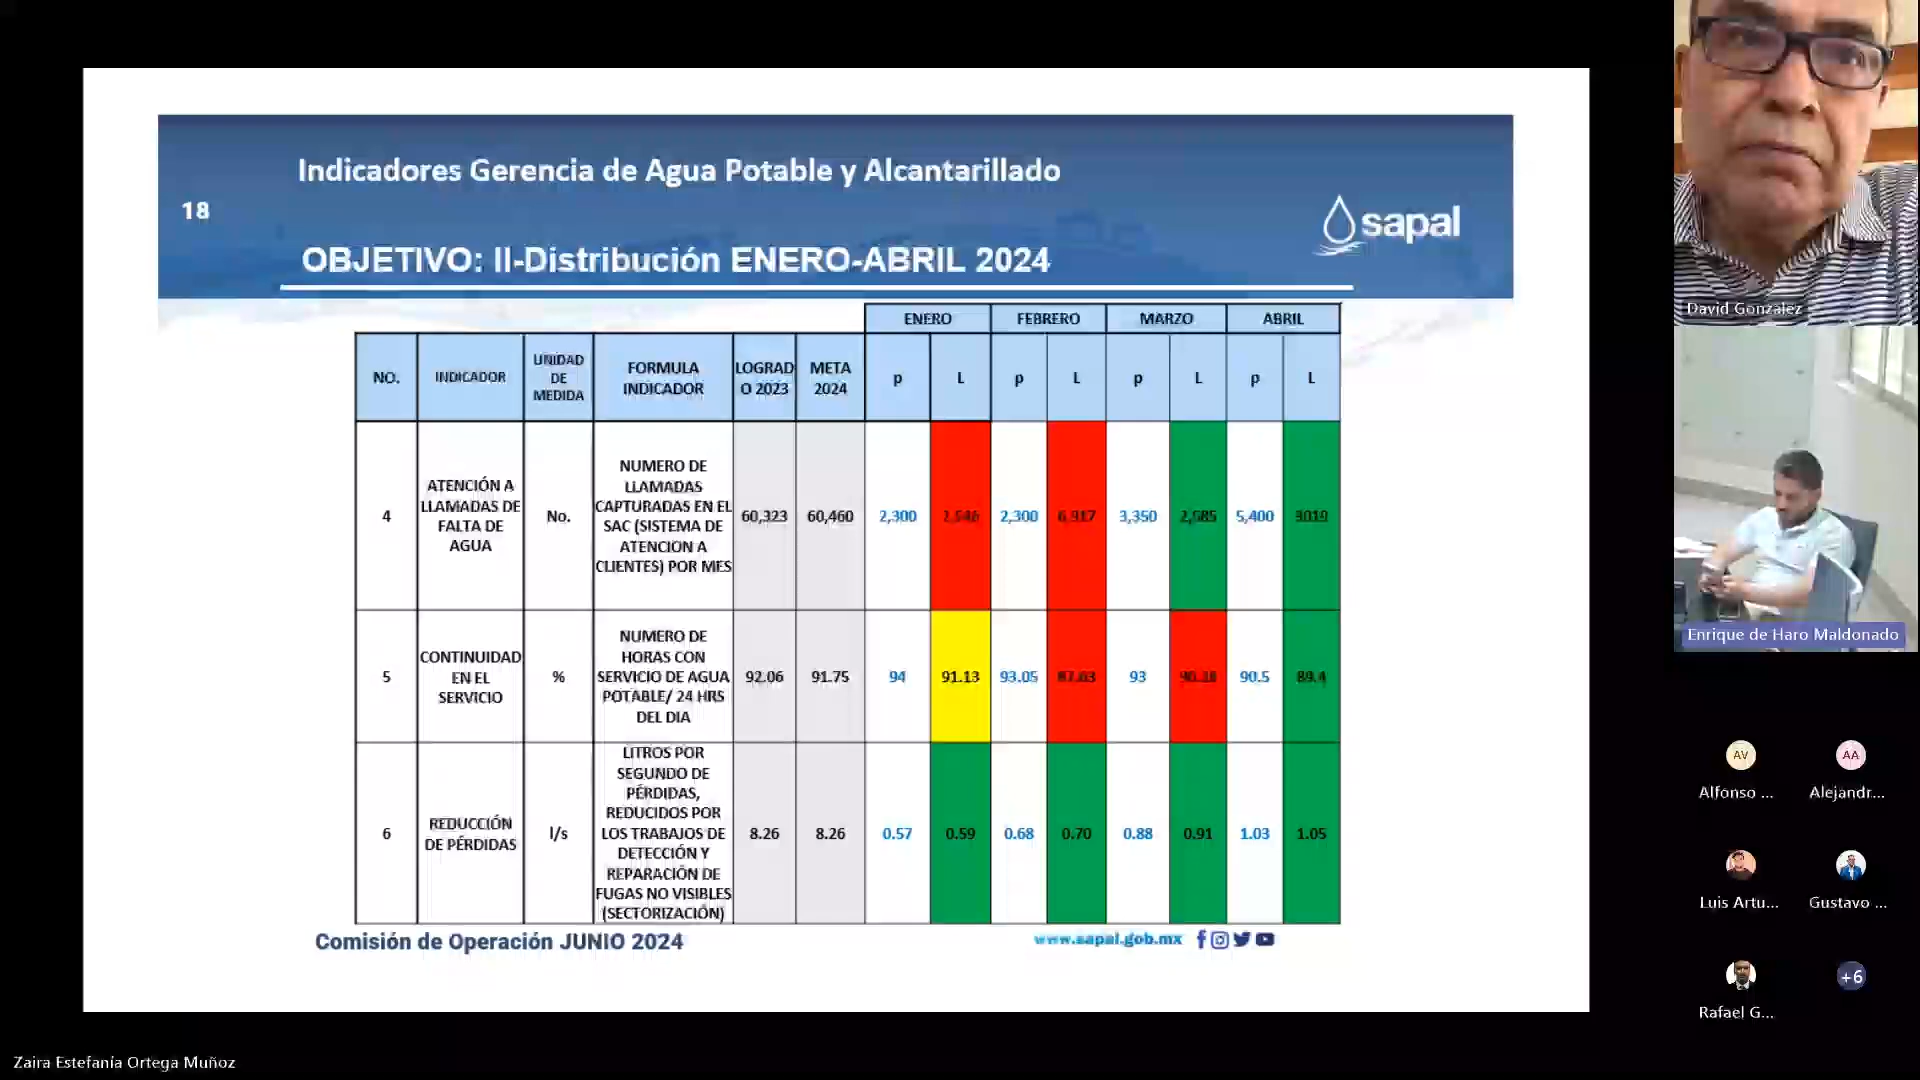 Indicadores Gerencia de Agua Potable y Alcantarillado
18
sapal
OBJETIVO: II-Distribución ENERO-ABRIL 2024
ENERO FEBRERO MARZO ABRIL
NO. INDICADOR UNIDAD DE MEDIDA FORMULA INDICADOR LOGRADO 2023 META 2024 p L p L p L p L
4
ATENCIÓN A
LLAMADAS DE
FALTA DE
AGUA
No.
NUMERO DE
LLAMADAS
CAPTURADAS EN EL
SAC (SISTEMA DE
ATENCION A
CLIENTES) POR MES
60,323 60,460 2,300 2,300 6,917 3,350 2,585 5,400 3019
5
CONTINUIDAD
EN EL
SERVICIO
%
NUMERO DE
HORAS CON
SERVICIO DE AGUA
POTABLE/ 24 HRS
DEL DIA
92.06 91.75 94 91.13 93.05 87.63 93 90.5 89.4
6
REDUCCIÓN
DE PÉRDIDAS
l/s
LITROS POR
SEGUNDO DE
PÉRDIDAS,
REDUCIDOS POR
LOS TRABAJOS DE
DETECCIÓN Y
REPARACIÓN DE
FUGAS NO VISIBLES
(SECTORIZACIÓN)
8.26 8.26 0.57 0.59 0.68 0.70 0.88 0.91 1.03 1.05
Comisión de Operación JUNIO 2024
www.sapal.gob.mx
David Gonzalez
Enrique de Haro Maldonado
AV
Alfonso ...
AA
Alejandr...
Luis Artu...
Gustavo ...
Rafael G...
+6
Zaira Estefanía Ortega Muñoz